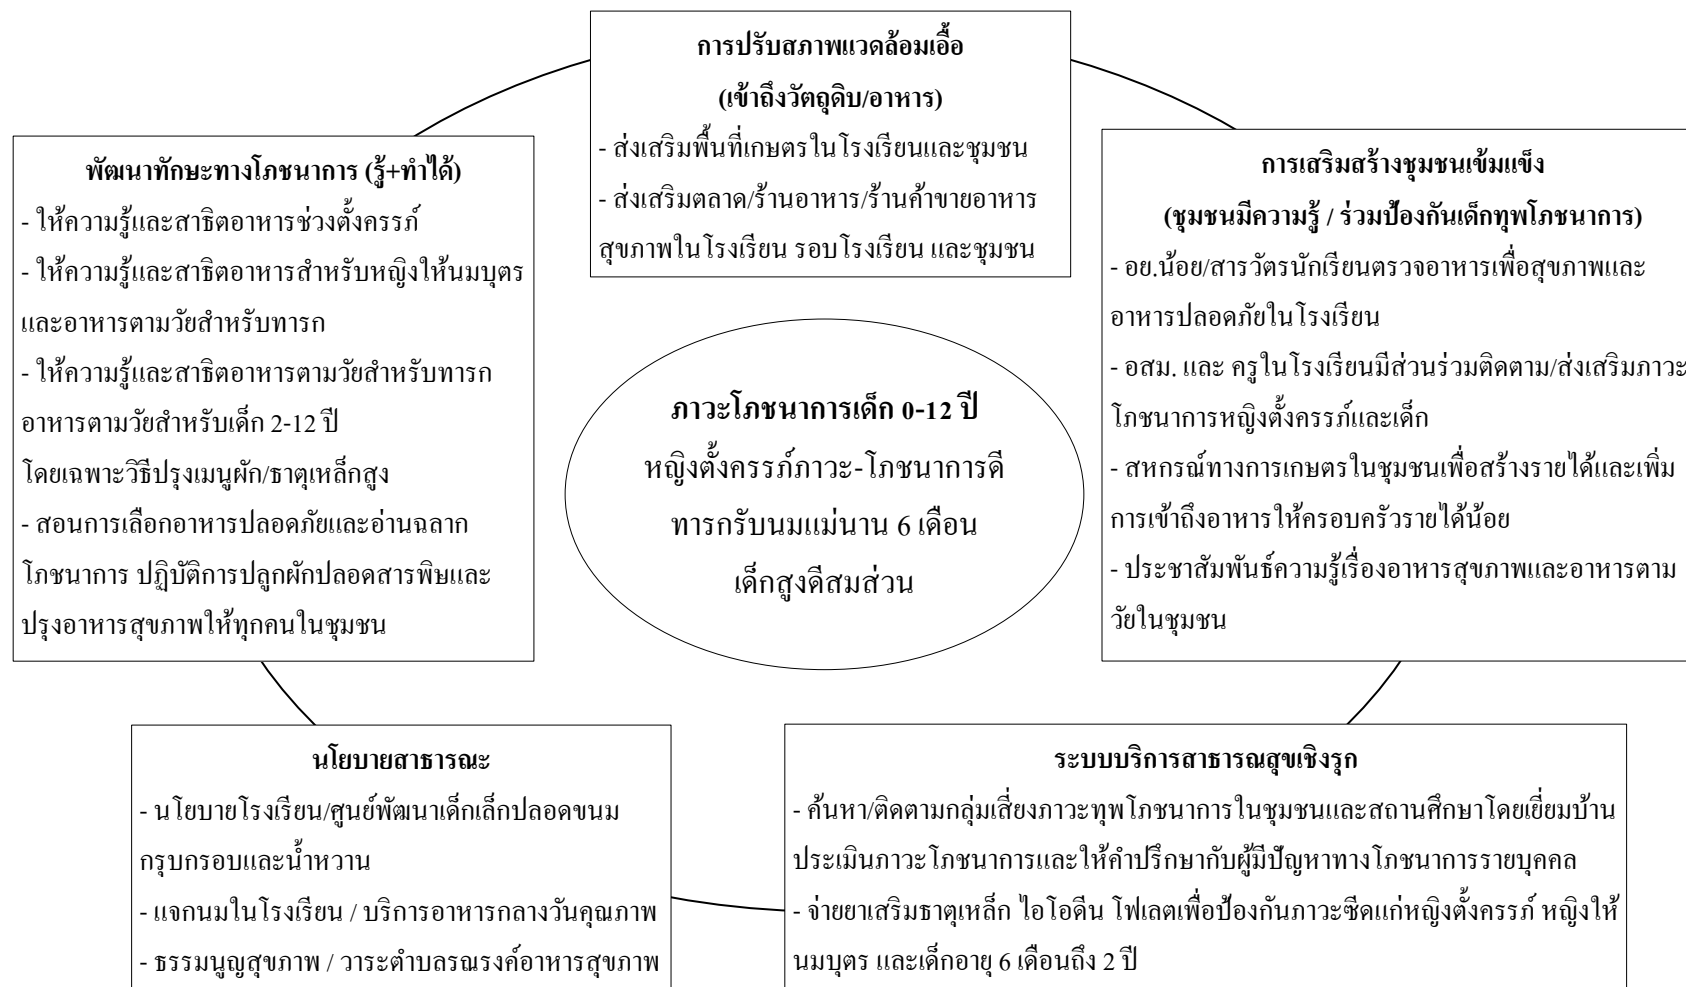 การปรับสภาพแวดล้อมเอื้อ
(เข้าถึงวัตถุดิบ/อาหาร)
- ส่งเสริมพื้นที่เกษตรในโรงเรียนและชุมชน
- ส่งเสริมตลาด/ร้านอาหาร/ร้านค้าขายอาหาร
สุขภาพในโรงเรียน รอบโรงเรียน และชุมชน
พัฒนาทักษะทางโภชนาการ (รู้+ทำได้)
- ให้ความรู้และสาธิตอาหารช่วงตั้งครรภ์
- ให้ความรู้และสาธิตอาหารสำหรับหญิงให้นมบุตร
และอาหารตามวัยสำหรับทารก
- ให้ความรู้และสาธิตอาหารตามวัยสำหรับทารก
อาหารตามวัยสำหรับเด็ก 2-12 ปี
โดยเฉพาะวิธีปรุงเมนูผัก/ธาตุเหล็กสูง
- สอนการเลือกอาหารปลอดภัยและอ่านฉลาก
โภชนาการ ปฏิบัติการปลูกผักปลอดสารพิษและ
ปรุงอาหารสุขภาพให้ทุกคนในชุมชน
การเสริมสร้างชุมชนเข้มแข็ง
(ชุมชนมีความรู้ / ร่วมป้องกันเด็กทุพโภชนาการ)
- อย.น้อย/สารวัตรนักเรียนตรวจอาหารเพื่อสุขภาพและ
อาหารปลอดภัยในโรงเรียน
- อสม. และ ครูในโรงเรียนมีส่วนร่วมติดตาม/ส่งเสริมภาวะ
โภชนาการหญิงตั้งครรภ์และเด็ก
- สหกรณ์ทางการเกษตรในชุมชนเพื่อสร้างรายได้และเพิ่ม
การเข้าถึงอาหารให้ครอบครัวรายได้น้อย
- ประชาสัมพันธ์ความรู้เรื่องอาหารสุขภาพและอาหารตาม
วัยในชุมชน
ภาวะโภชนาการเด็ก 0-12 ปี
หญิงตั้งครรภ์ภาวะ-โภชนาการดี
ทารกรับนมแม่นาน 6 เดือน
เด็กสูงดีสมส่วน
นโยบายสาธารณะ
- นโยบายโรงเรียน/ศูนย์พัฒนาเด็กเล็กปลอดขนม
กรุบกรอบและน้ำหวาน
- แจกนมในโรงเรียน / บริการอาหารกลางวันคุณภาพ
- ธรรมนูญสุขภาพ / วาระตำบลรณรงค์อาหารสุขภาพ
ระบบบริการสาธารณสุขเชิงรุก
- ค้นหา/ติดตามกลุ่มเสี่ยงภาวะทุพโภชนาการในชุมชนและสถานศึกษาโดยเยี่ยมบ้าน
ประเมินภาวะโภชนาการและให้คำปรึกษากับผู้มีปัญหาทางโภชนาการรายบุคคล
- จ่ายยาเสริมธาตุเหล็ก ไอโอดีน โฟเลตเพื่อป้องกันภาวะซีดแก่หญิงตั้งครรภ์ หญิงให้
นมบุตร และเด็กอายุ 6 เดือนถึง 2 ปี